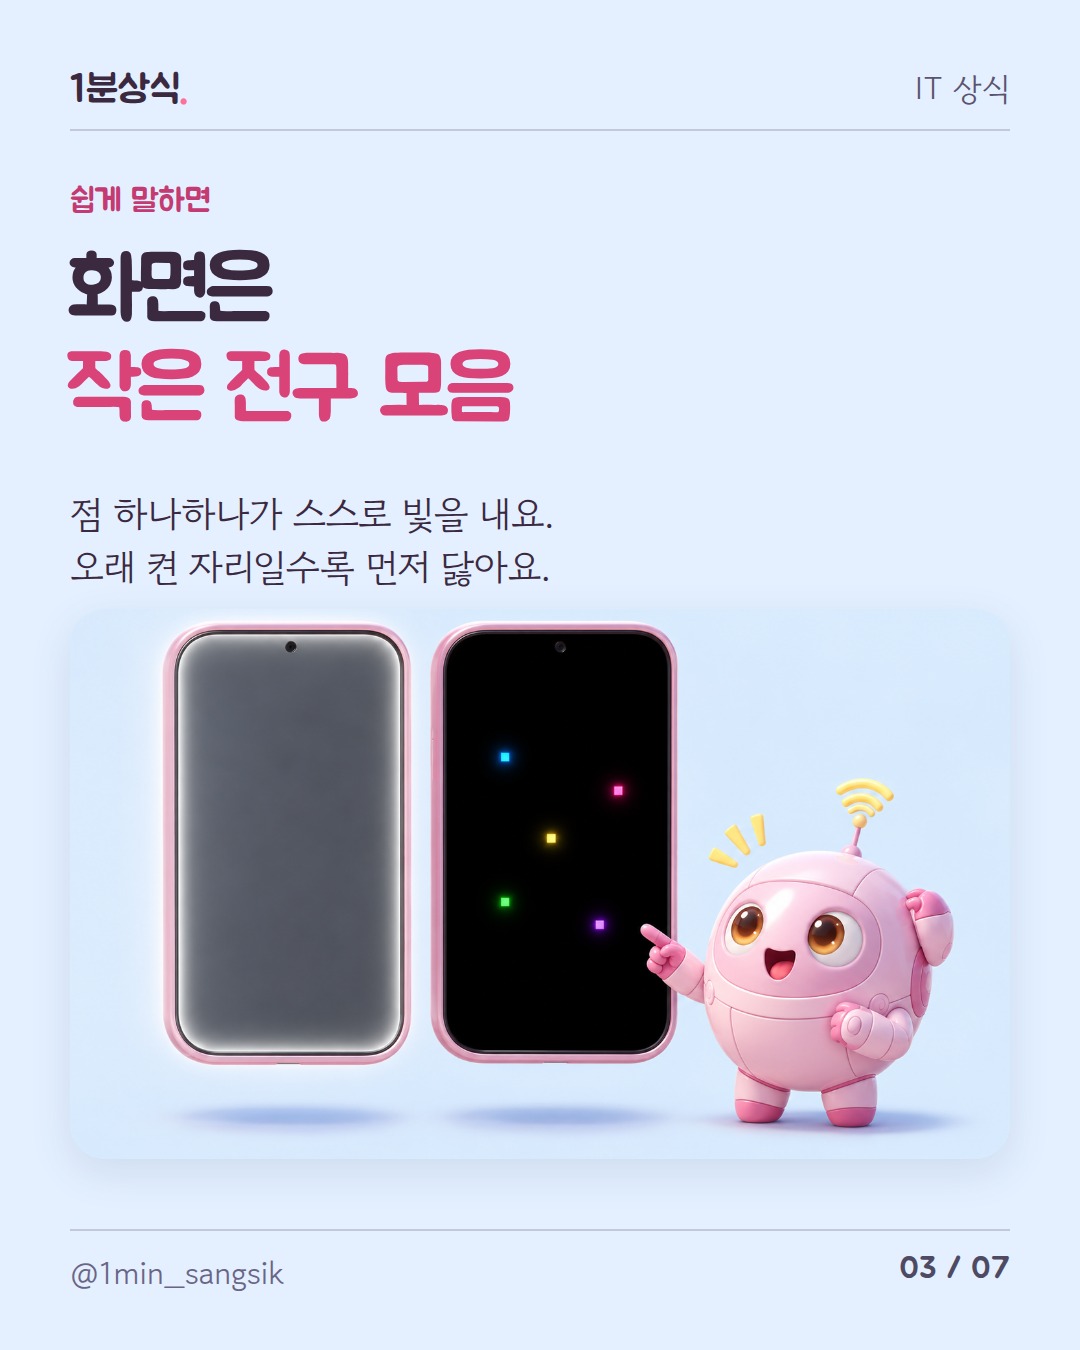 1분상식.
IT 상식
쉽게 말하면
화면은
작은 전구 모음
점 하나하나가 스스로 빛을 내요.
오래 켠 자리일수록 먼저 닳아요.
@1min_sangsik
03 / 07